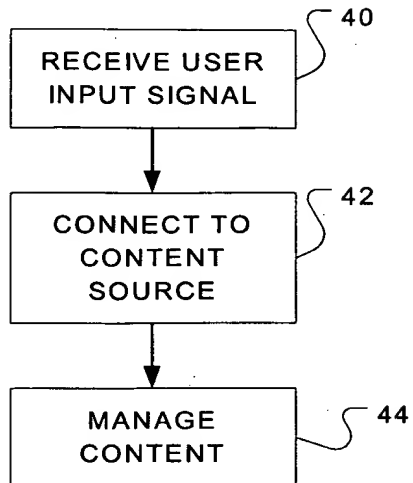 40
RECEIVE USER
INPUT SIGNAL
42
CONNECT TO
CONTENT
SOURCE
44
MANAGE
CONTENT